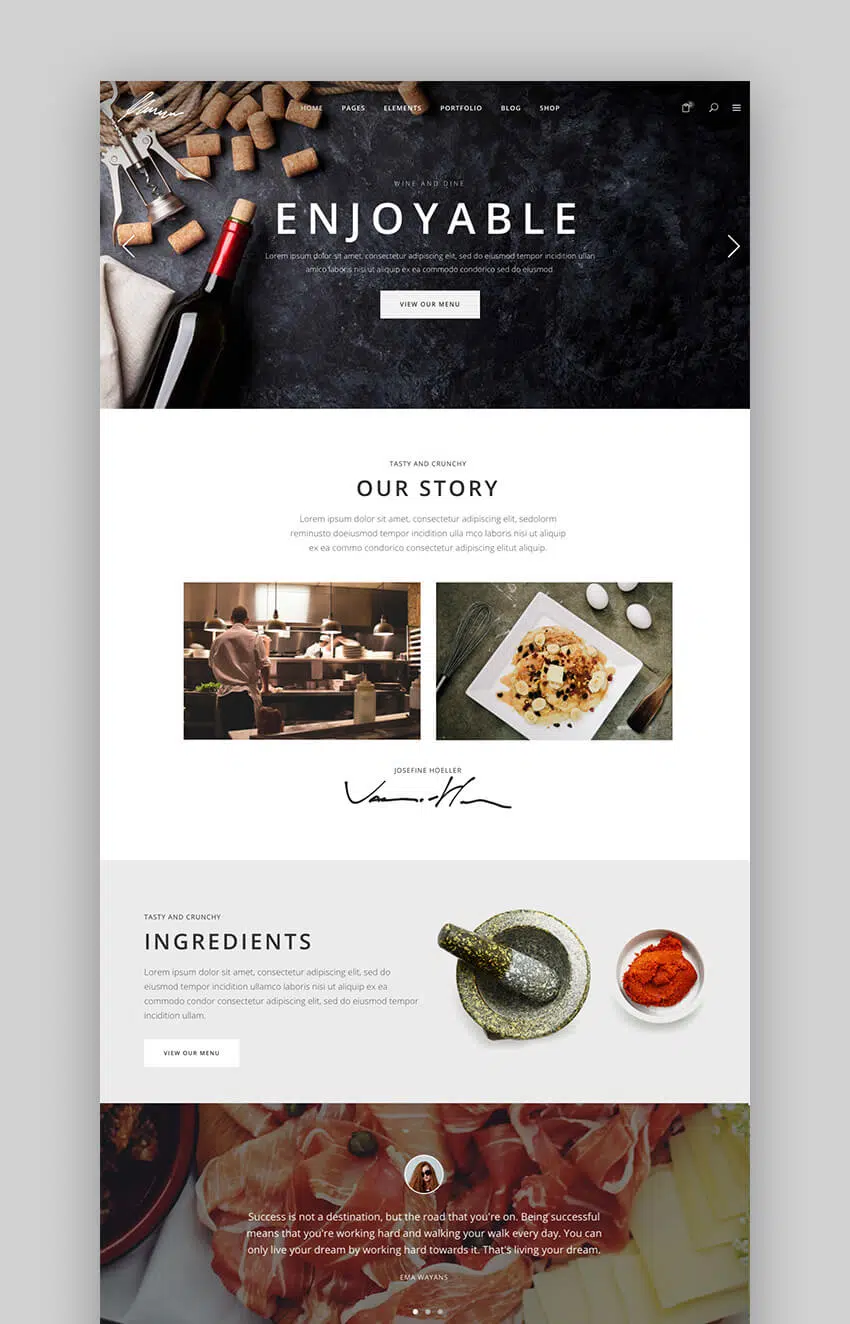 HOME PAGES ELEMENTS PORTFOLIO BLOG SHOP
WINE AND DINE
ENJOYABLE
Lorem ipsum dolor sit amet, consectetur adipiscing elit, sed do eiusmod tempor incidition ullan
amico laboris nisi ut aliquip ex ea commodo condorico sed do eiusmod
VIEW OUR MENU
TASTY AND CRUNCHY
OUR STORY
Lorem ipsum dolor sit amet, consectetur adipiscing elit, sedolorm
reminusto doeiusmod tempor incidition ulla mco laboris nisi ut aliquip
ex ea commo condorico consectetur adipiscing elitut aliquip.
JOSEFINE HOELLER
TASTY AND CRUNCHY
INGREDIENTS
Lorem ipsum dolor sit amet, consectetur adipiscing elit, sed do
eiusmod tempor incidition ullamco laboris nisi ut aliquip ex ea
commodo condor consectetur adipiscing elit, sed do eiusmod tempor
incidition ullam.
VIEW OUR MENU
Success is not a destination, but the road that you're on. Being successful
means that you're working hard and walking your walk every day. You can
only live your dream by working hard towards it. That's living your dream.
EMA WAYANS